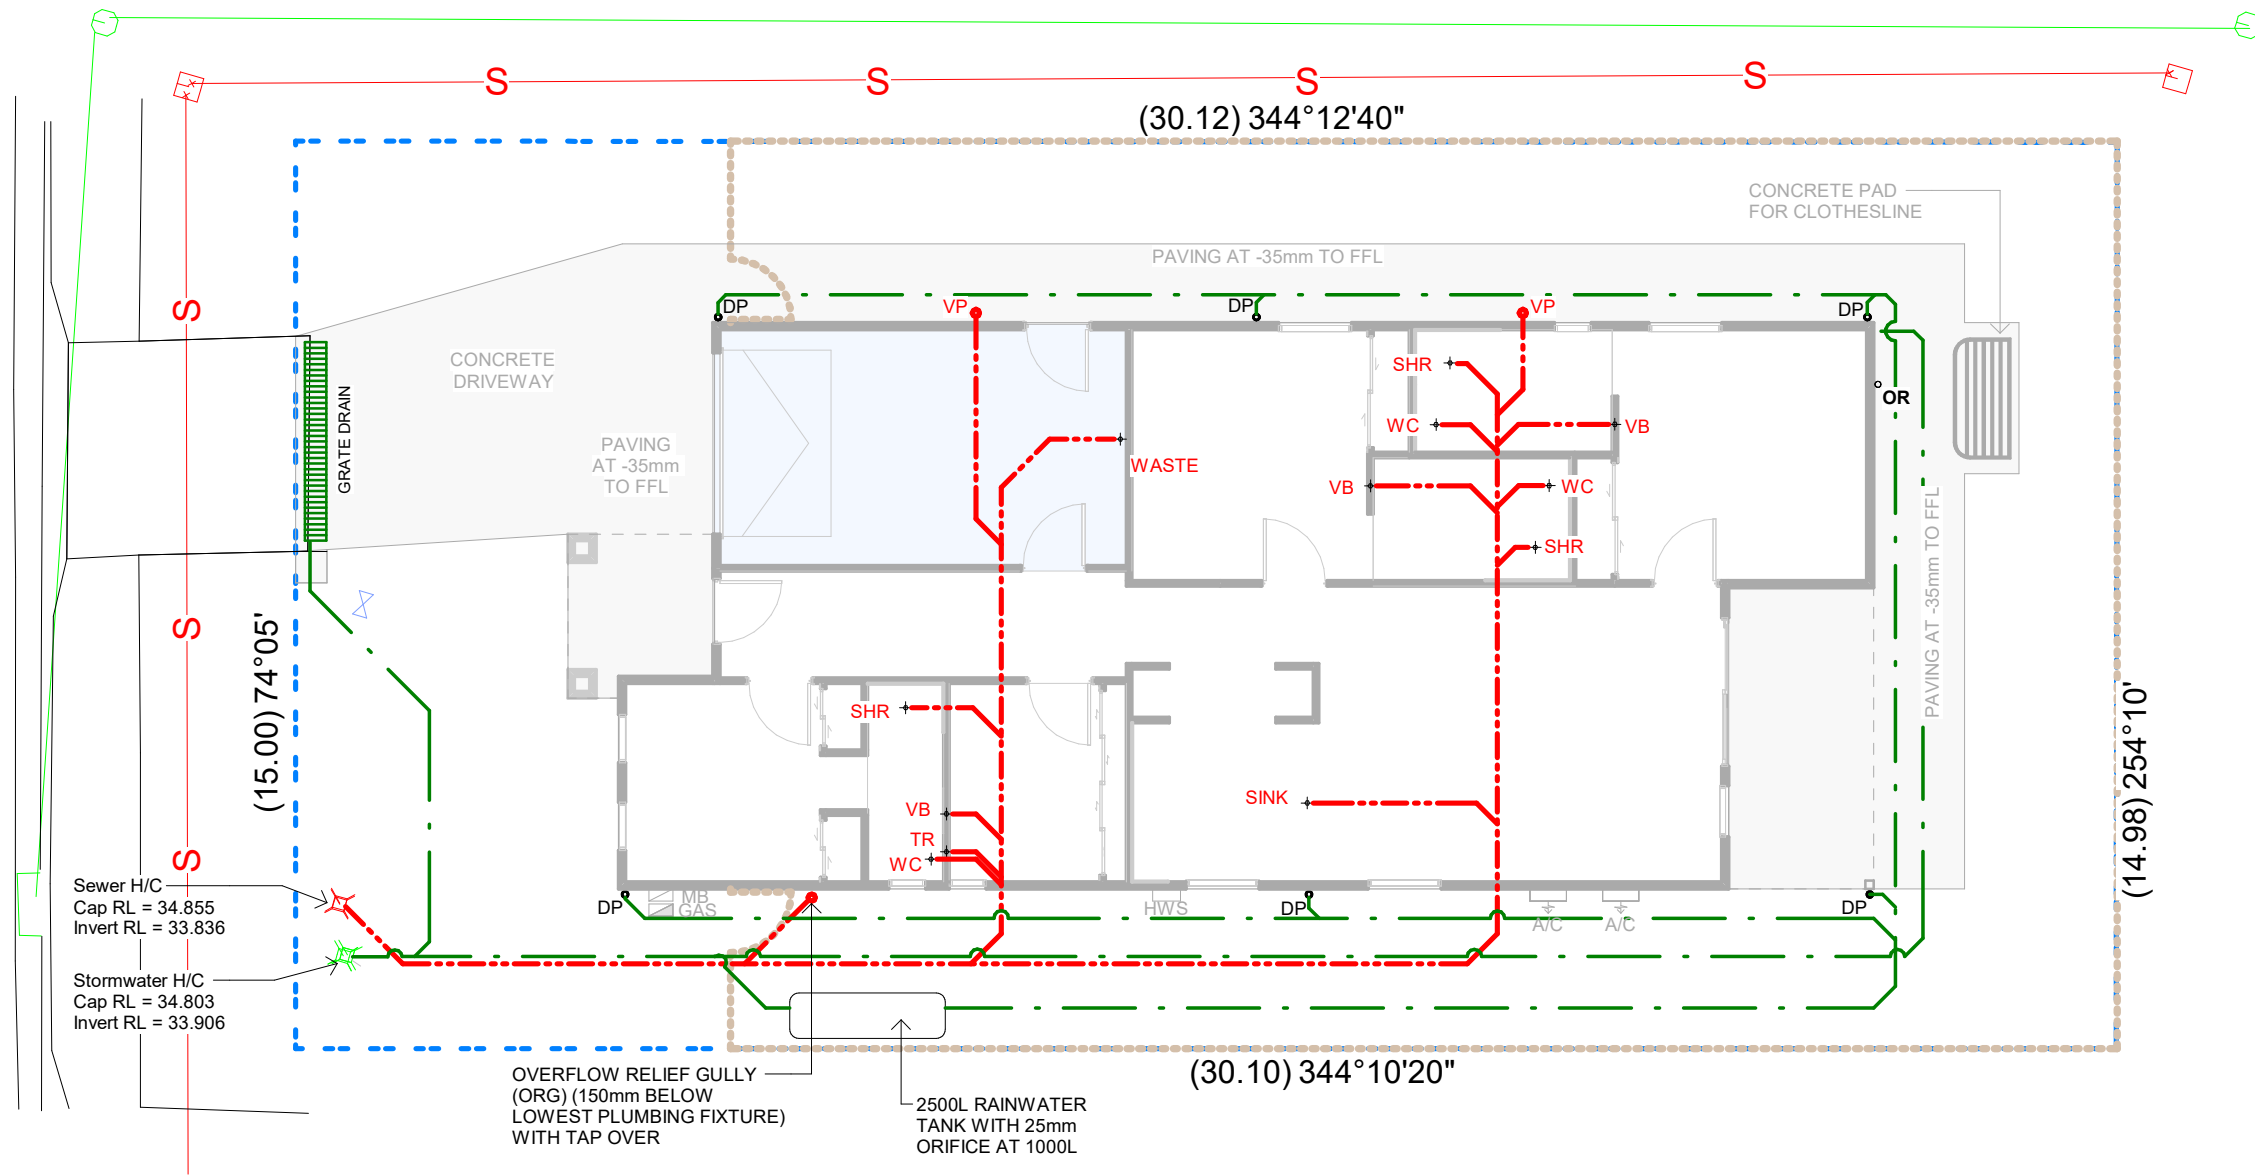 S
S
S
S
(30.12) 344°12'40"
CONCRETE PAD
FOR CLOTHESLINE
PAVING AT -35mm TO FFL
S
DP
VP
DP
VP
DP
CONCRETE
DRIVEWAY
SHR
GRATE DRAIN
OR
WC
VB
PAVING
AT -35mm
TO FFL
WASTE
VB
WC
SHR
PAVING AT -35mm TO FFL
S
(15.00) 74°05'
SHR
(14.98) 254°10'
VB
SINK
TR
WC
S
Sewer H/C
Cap RL = 34.855
Invert RL = 33.836
DP
MB
GAS
HWS
DP
A/C
A/C
DP
Stormwater H/C
Cap RL = 34.803
Invert RL = 33.906
(30.10) 344°10'20"
OVERFLOW RELIEF GULLY
(ORG) (150mm BELOW
LOWEST PLUMBING FIXTURE)
WITH TAP OVER
2500L RAINWATER
TANK WITH 25mm
ORIFICE AT 1000L